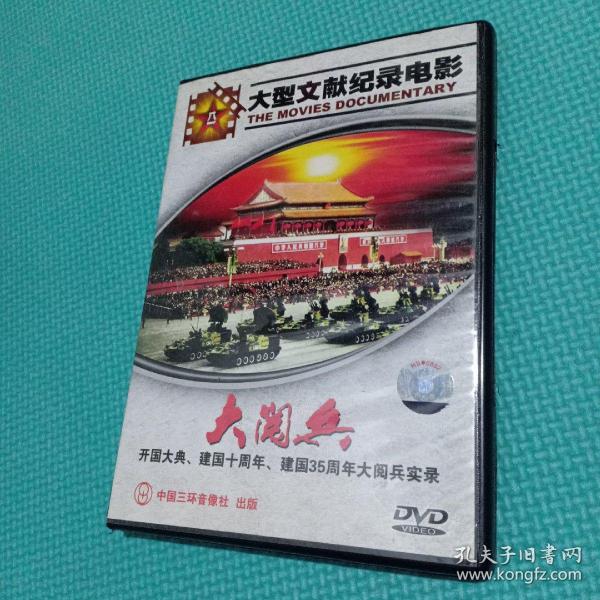 大型文献纪录电影
THE MOVIES DOCUMENTARY
大阅兵
开国大典、建国十周年、建国35周年大阅兵实录
中国三环音像社 出版
DVD
VIDEO
孔夫子旧書网
www.kongfz.com